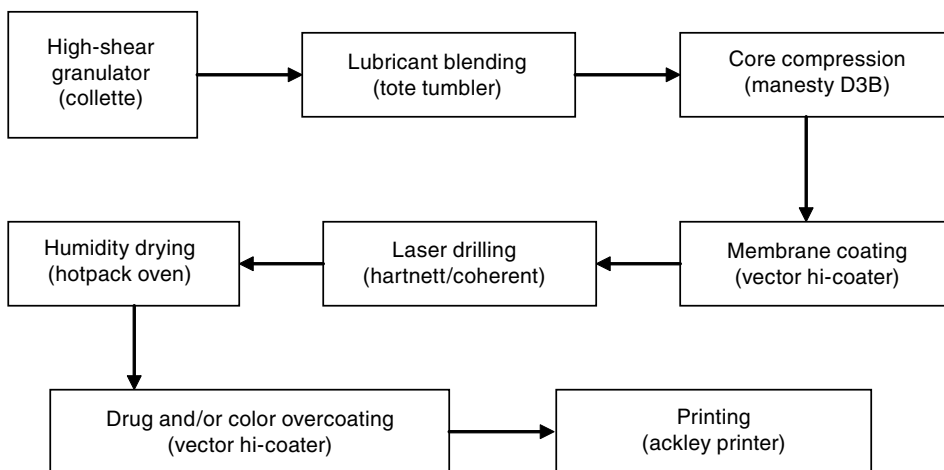 High-shear
granulator
(collette)
Lubricant blending
(tote tumbler)
Core compression
(manesty D3B)
Membrane coating
(vector hi-coater)
Laser drilling
(hartnett/coherent)
Humidity drying
(hotpack oven)
Drug and/or color overcoating
(vector hi-coater)
Printing
(ackley printer)